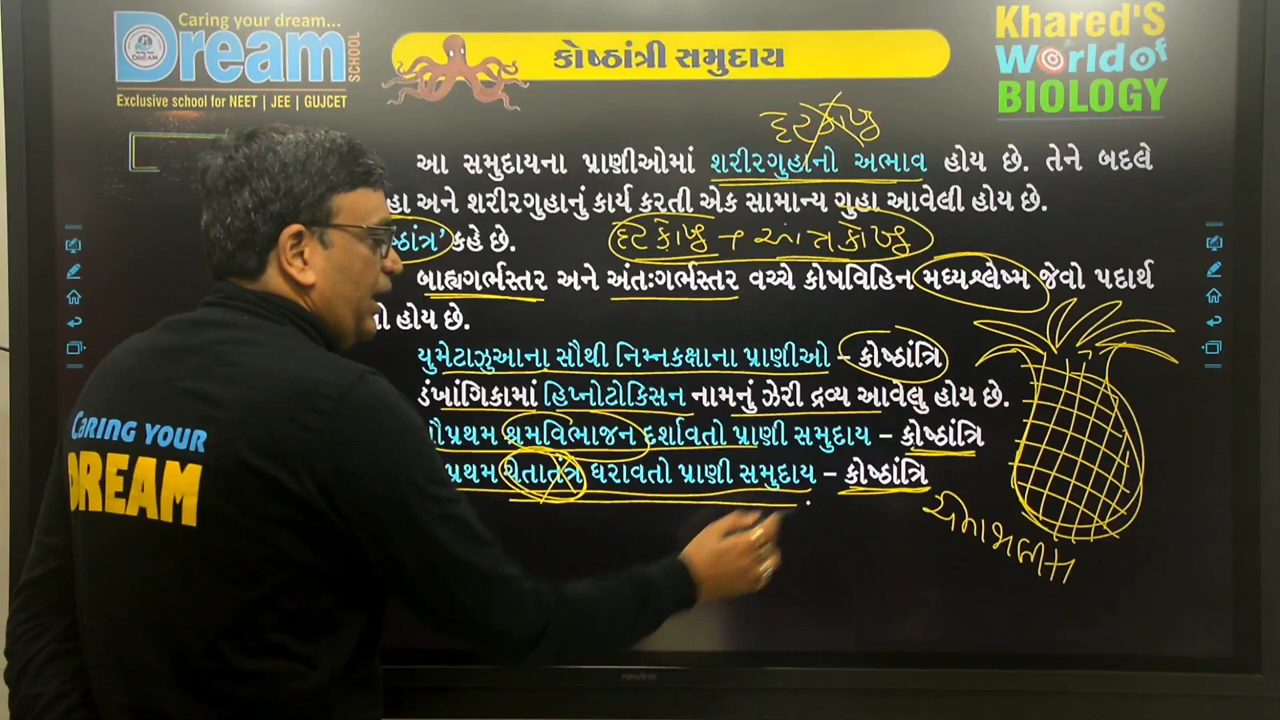 Caring your dream...
Dream SCHOOL
DREAM
Exclusive school for NEET | JEE | GUJCET
કોષ્ઠાંત્રી સમુદાય
Khared'S
World of
BIOLOGY
આ સમુદાયના પ્રાણીઓમાં શરીરગુહાનો અભાવ હોય છે. તેને બદલે
અને શરીરગુહાનું કાર્ય કરતી એક સામાન્ય ગુહા આવેલી હોય છે.
કહે છે.
બાહ્યગર્ભસ્તર અને અંતઃગર્ભસ્તર વચ્ચે કોષવિહિન મધ્યશ્લેષ્મ જેવો પદાર્થ
હોય છે.
યુમેટાઝુઆના સૌથી નિમ્નકક્ષાના પ્રાણીઓ – કોષ્ઠાંત્રિ
ડંખાંગિકામાં હિપ્નોટોકિસન નામનું ઝેરી દ્રવ્ય આવેલુ હોય છે.
શ્રમવિભાજન દર્શાવતો પ્રાણી સમુદાય – કોષ્ઠાંત્રિ
ચેતાતંત્ર ધરાવતો પ્રાણી સમુદાય – કોષ્ઠાંત્રિ
CARING YOUR
DREAM
newline